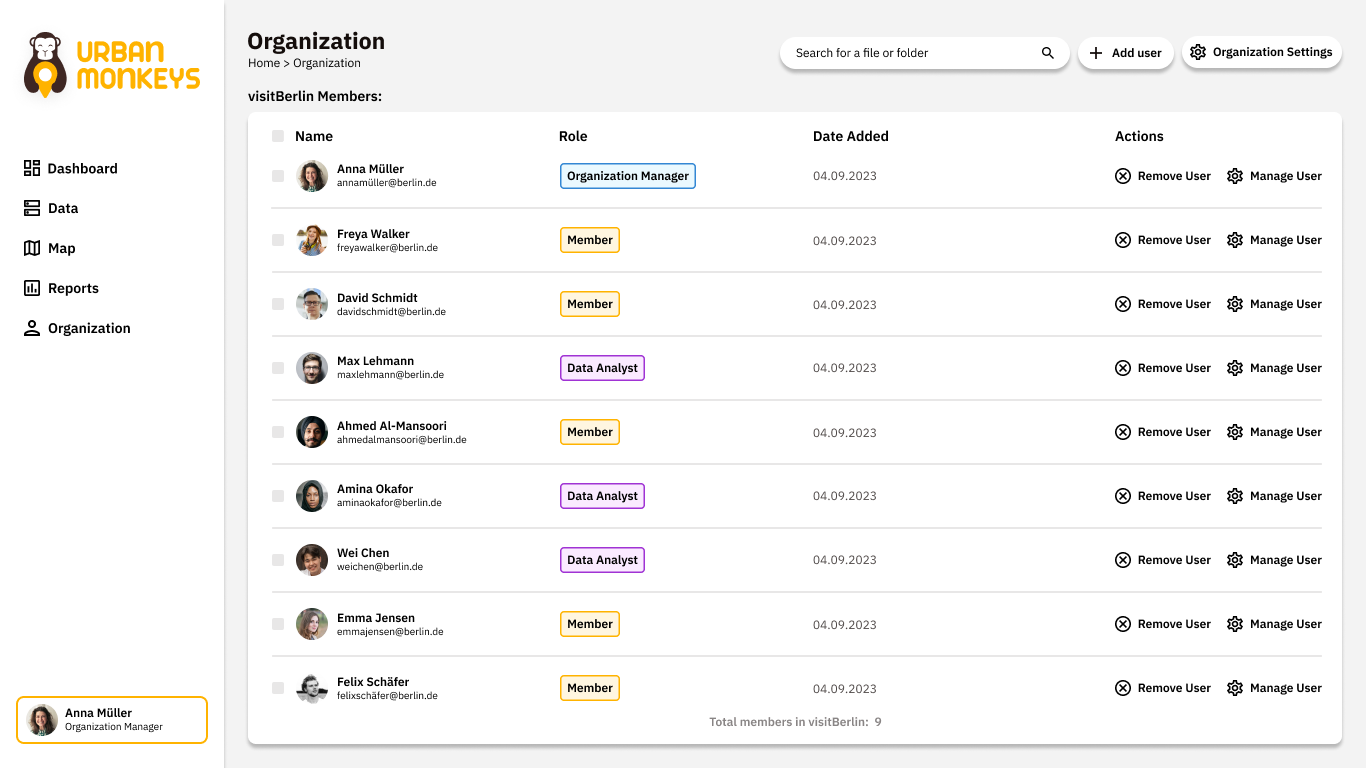 URBAN
MONKEYS
Dashboard
Data
Map
Reports
Organization
Anna Müller
Organization Manager
Organization
Home > Organization
Search for a file or folder
Add user
Organization Settings
visitBerlin Members:
Name Role Date Added Actions
Anna Müller
annamüller@berlin.de
Organization Manager 04.09.2023 Remove User Manage User
Freya Walker
freyawalker@berlin.de
Member 04.09.2023 Remove User Manage User
David Schmidt
davidschmidt@berlin.de
Member 04.09.2023 Remove User Manage User
Max Lehmann
maxlehmann@berlin.de
Data Analyst 04.09.2023 Remove User Manage User
Ahmed Al-Mansoori
ahmedalmansoori@berlin.de
Member 04.09.2023 Remove User Manage User
Amina Okafor
aminaokafor@berlin.de
Data Analyst 04.09.2023 Remove User Manage User
Wei Chen
weichen@berlin.de
Data Analyst 04.09.2023 Remove User Manage User
Emma Jensen
emmajensen@berlin.de
Member 04.09.2023 Remove User Manage User
Felix Schäfer
felixschäfer@berlin.de
Member 04.09.2023 Remove User Manage User
Total members in visitBerlin: 9